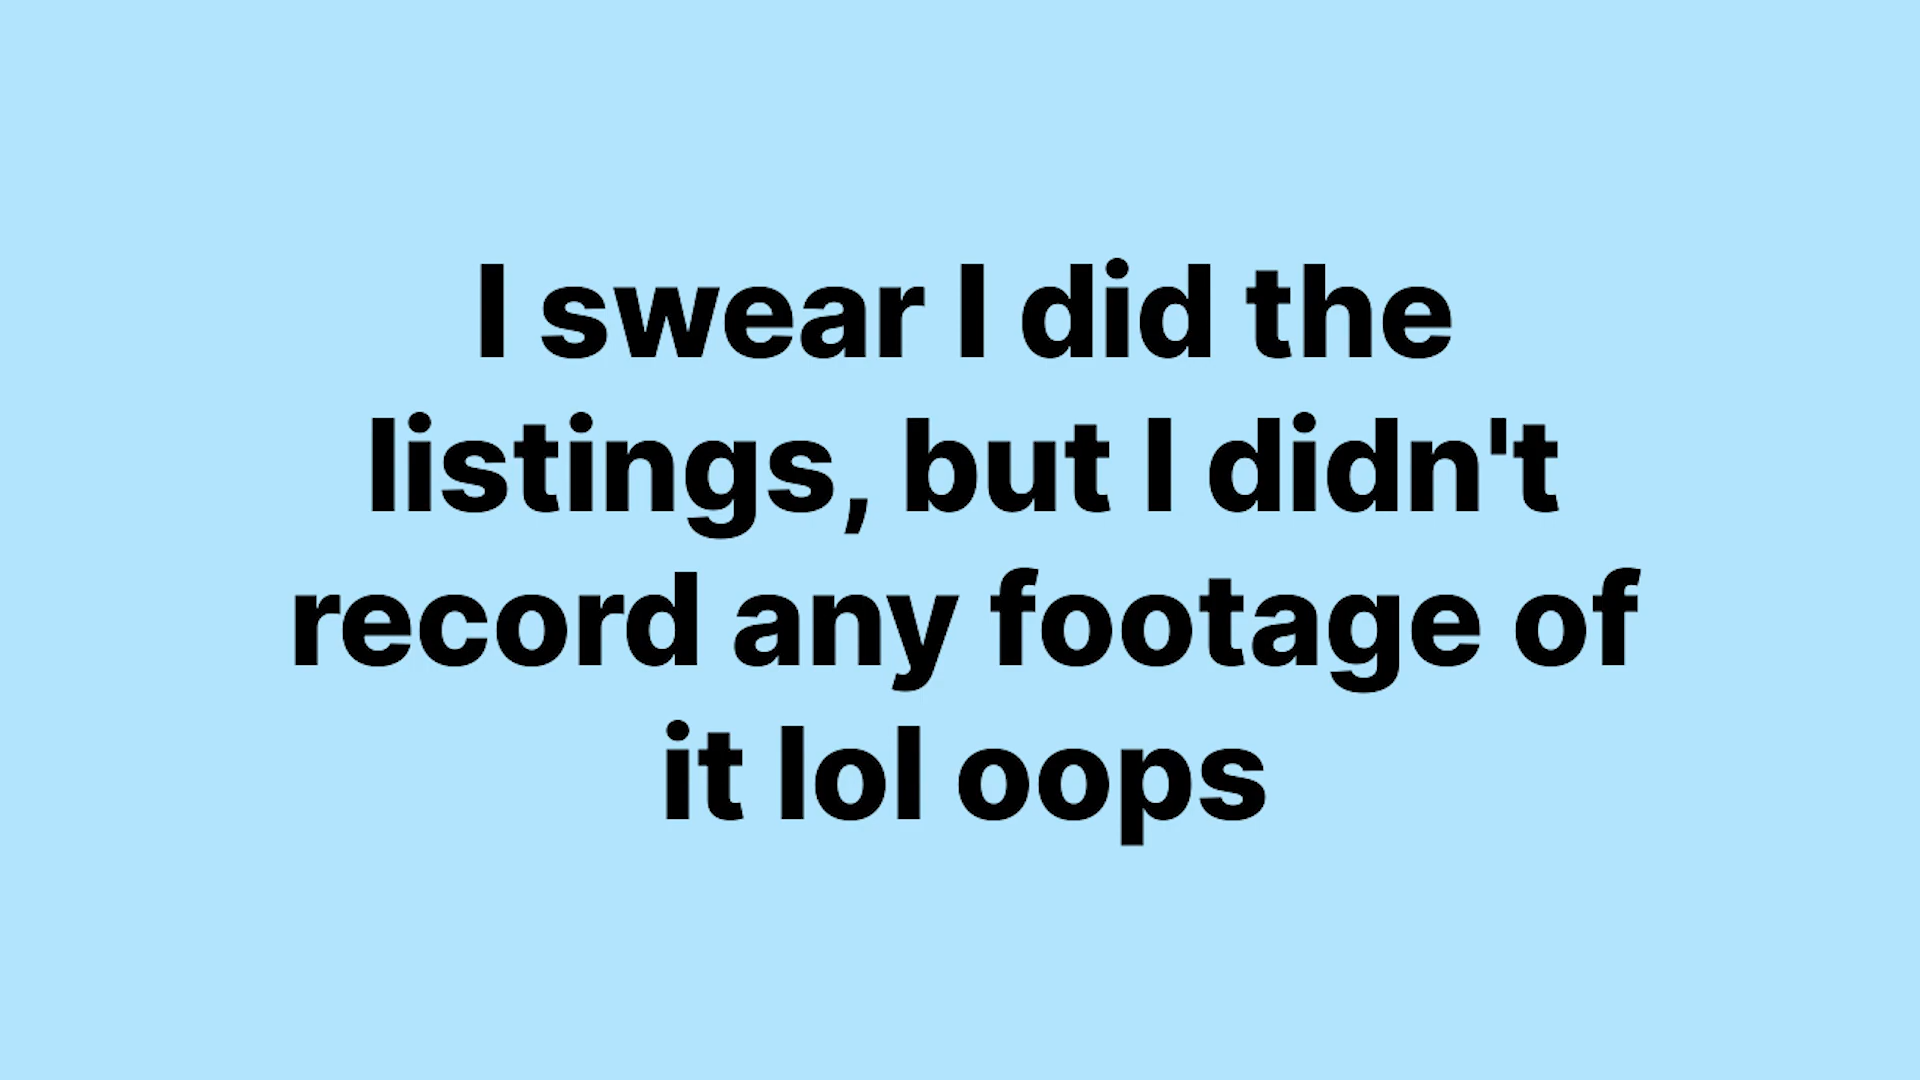 I swear I did the
listings, but I didn't
record any footage of
it lol oops